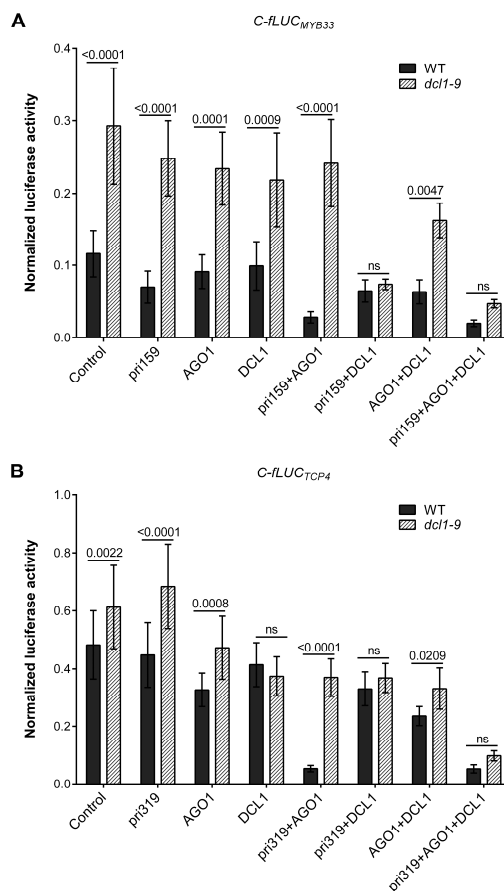 A
C-fLUC MYB33
WT
dcl1-9
Normalized luciferase activity
0.4
0.3
0.2
0.1
0.0
<0.0001
<0.0001
0.0001
0.0009
<0.0001
ns
0.0047
ns
Control
pri159
AGO1
DCL1
pri159+AGO1
pri159+DCL1
AGO1+DCL1
pri159+AGO1+DCL1
B
C-fLUC TCP4
WT
dcl1-9
Normalized luciferase activity
1.0
0.8
0.6
0.4
0.2
0.0
0.0022
<0.0001
0.0008
ns
<0.0001
ns
0.0209
ns
Control
pri319
AGO1
DCL1
pri319+AGO1
pri319+DCL1
AGO1+DCL1
pri319+AGO1+DCL1